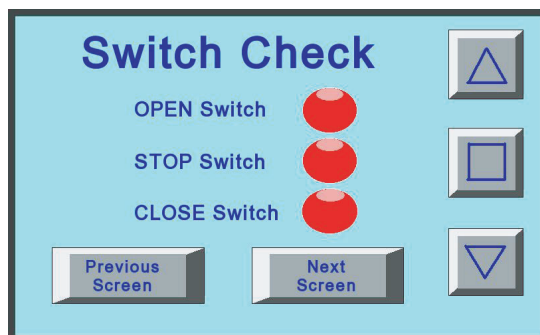 Switch Check
OPEN Switch
STOP Switch
CLOSE Switch
Previous
Screen
Next
Screen